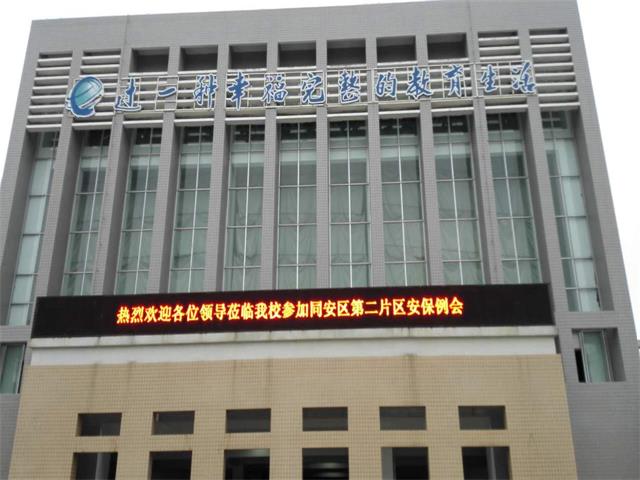 过一种幸福完整的教育生活
热烈欢迎各位领导莅临我校参加同安区第二片区安保例会